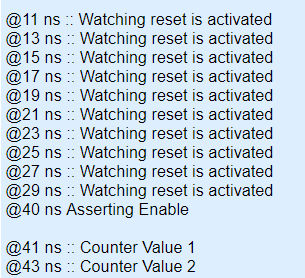 @11 ns :: Watching reset is activated
@13 ns :: Watching reset is activated
@15 ns :: Watching reset is activated
@17 ns :: Watching reset is activated
@19 ns :: Watching reset is activated
@21 ns :: Watching reset is activated
@23 ns :: Watching reset is activated
@25 ns :: Watching reset is activated
@27 ns :: Watching reset is activated
@29 ns :: Watching reset is activated
@40 ns Asserting Enable
@41 ns :: Counter Value 1
@43 ns :: Counter Value 2